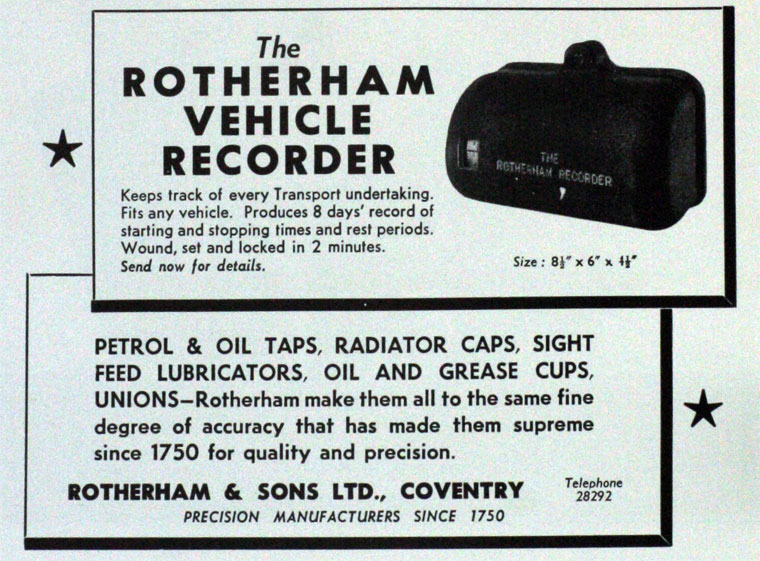 The
ROTHERHAM
VEHICLE
RECORDER
Keeps track of every Transport undertaking.
Fits any vehicle. Produces 8 days' record of
starting and stopping times and rest periods.
Wound, set and locked in 2 minutes.
Send now for details.
THE
ROTHERHAM RECORDER
Size : 8½" x 6" x 4½"
PETROL & OIL TAPS, RADIATOR CAPS, SIGHT
FEED LUBRICATORS, OIL AND GREASE CUPS,
UNIONS—Rotherham make them all to the same fine
degree of accuracy that has made them supreme
since 1750 for quality and precision.
ROTHERHAM & SONS LTD., COVENTRY
Telephone
28292
PRECISION MANUFACTURERS SINCE 1750